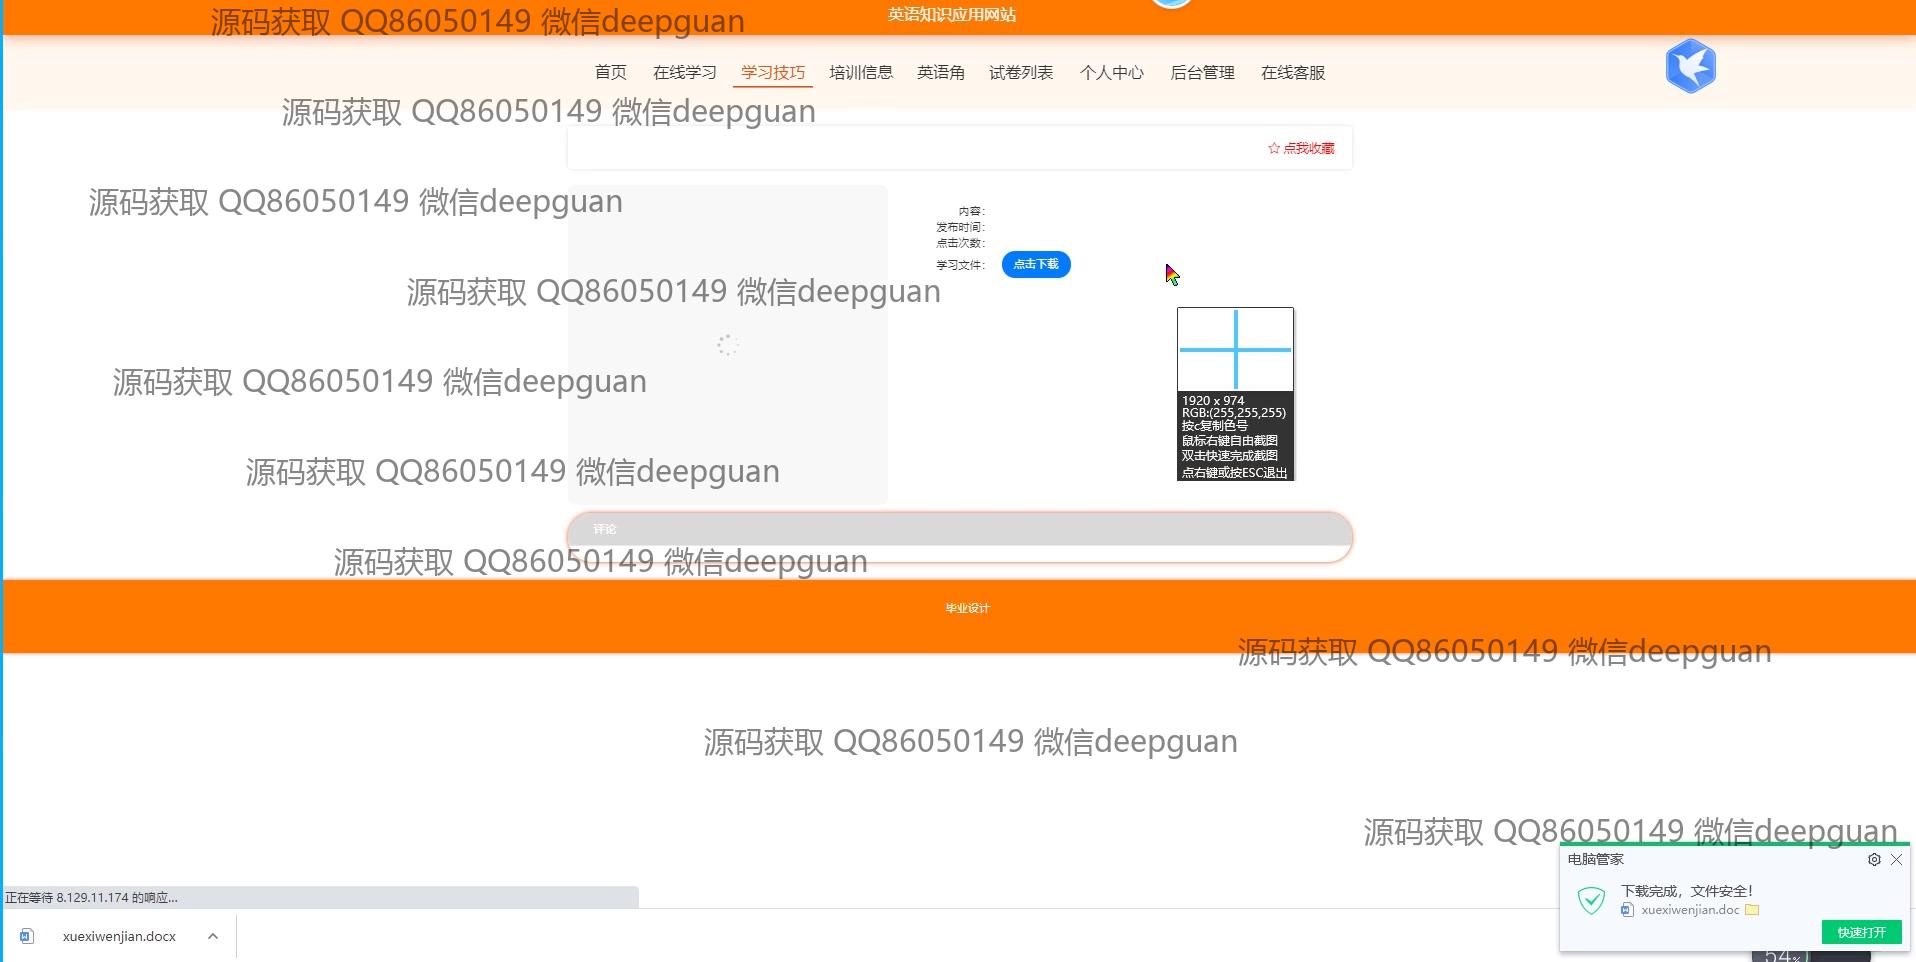 英语知识应用网站
源码获取 QQ86050149 微信deepguan
首页 在线学习 学习技巧 培训信息 英语角 试卷列表 个人中心 后台管理 在线客服
源码获取 QQ86050149 微信deepguan
☆ 点我收藏
源码获取 QQ86050149 微信deepguan
内容：
发布时间：
点击次数：
学习文件： 点击下载
源码获取 QQ86050149 微信deepguan
源码获取 QQ86050149 微信deepguan
1920 x 974
RGB:(255,255,255)
按c复制色号
鼠标右键自由截图
双击快速完成截图
点右键或按ESC退出
源码获取 QQ86050149 微信deepguan
评论
源码获取 QQ86050149 微信deepguan
毕业设计
源码获取 QQ86050149 微信deepguan
源码获取 QQ86050149 微信deepguan
源码获取 QQ86050149 微信deepguan
电脑管家
下载完成，文件安全！
xuexiwenjian.doc
快速打开
正在等待 8.129.11.174 的响应...
xuexiwenjian.docx
54%